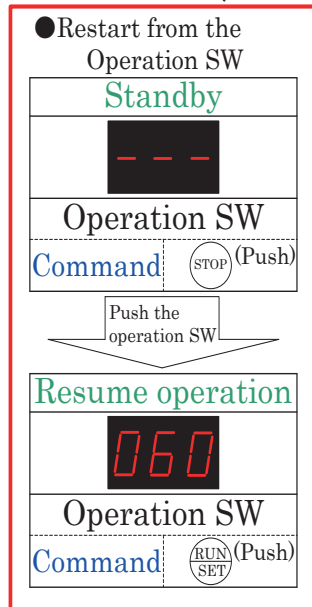 ●Restart from the
Operation SW
Standby
- - -
Operation SW
Command STOP (Push)
Push the
operation SW
Resume operation
060
Operation SW
Command RUN (Push)
SET